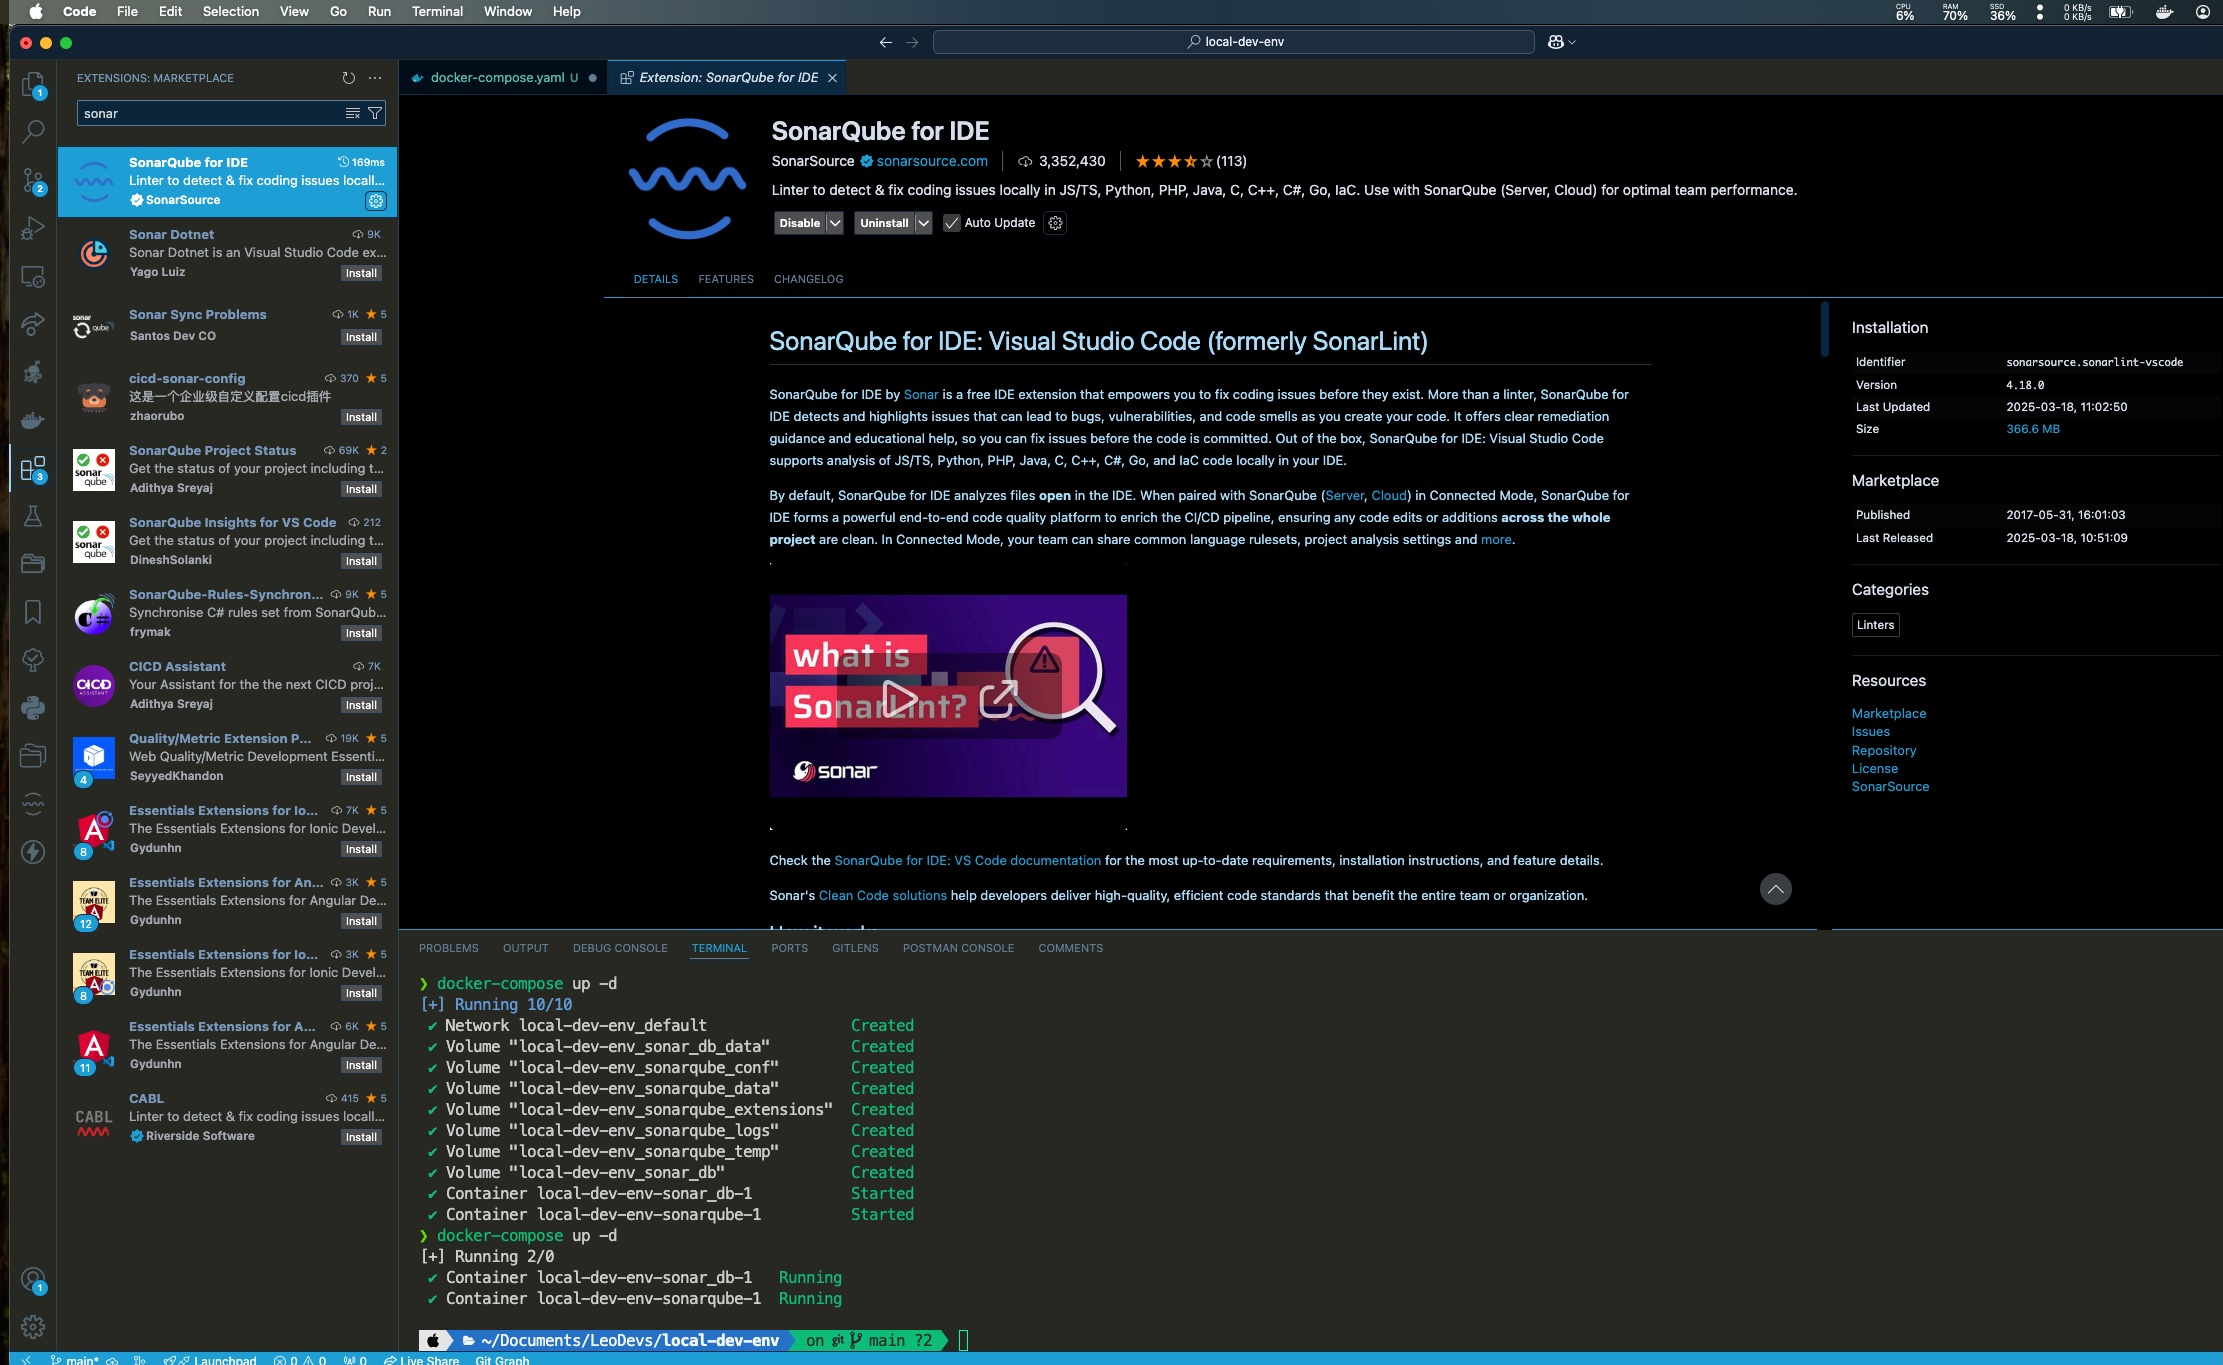 Code File Edit Selection View Go Run Terminal Window Help
CPU 6% RAM 70% SSD 36% 0 KB/s 0 KB/s
local-dev-env
EXTENSIONS: MARKETPLACE
docker-compose.yaml U
Extension: SonarQube for IDE
sonar
1
2
3
SonarQube for IDE 169ms
Linter to detect & fix coding issues locall...
SonarSource
Sonar Dotnet 9K
Sonar Dotnet is an Visual Studio Code ex...
Yago Luiz Install
sonar qube
Sonar Sync Problems 1K ★ 5
Santos Dev CO Install
cicd-sonar-config 370 ★ 5
这是一个企业级自定义配置cicd插件
zhaorubo Install
sonar qube
SonarQube Project Status 69K ★ 2
Get the status of your project including t...
Adithya Sreyaj Install
sonar qube
SonarQube Insights for VS Code 212
Get the status of your project including t...
DineshSolanki Install
C#
SonarQube-Rules-Synchron... 9K ★ 5
Synchronise C# rules set from SonarQub...
frymak Install
CICD ASSISTANT
CICD Assistant 7K
Your Assistant for the the next CICD proj...
Adithya Sreyaj Install
Quality/Metric Extension P... 19K ★ 5
Web Quality/Metric Development Essenti...
4 SeyyedKhandon Install
Essentials Extensions for Io... 7K ★ 5
The Essentials Extensions for Ionic Devel...
8 Gydunhn Install
TEAM ELITE
Essentials Extensions for An... 3K ★ 5
The Essentials Extensions for Angular De...
12 Gydunhn Install
TEAM ELITE
Essentials Extensions for Io... 3K ★ 5
The Essentials Extensions for Ionic Devel...
8 Gydunhn Install
Essentials Extensions for A... 6K ★ 5
The Essentials Extensions for Angular De...
11 Gydunhn Install
CABL
CABL 415 ★ 5
Linter to detect & fix coding issues locall...
Riverside Software Install
1
SonarQube for IDE
SonarSource sonarsource.com 3,352,430 (113)
Linter to detect & fix coding issues locally in JS/TS, Python, PHP, Java, C, C++, C#, Go, IaC. Use with SonarQube (Server, Cloud) for optimal team performance.
Disable Uninstall Auto Update
DETAILS FEATURES CHANGELOG
SonarQube for IDE: Visual Studio Code (formerly SonarLint)
SonarQube for IDE by Sonar is a free IDE extension that empowers you to fix coding issues before they exist. More than a linter, SonarQube for
IDE detects and highlights issues that can lead to bugs, vulnerabilities, and code smells as you create your code. It offers clear remediation
guidance and educational help, so you can fix issues before the code is committed. Out of the box, SonarQube for IDE: Visual Studio Code
supports analysis of JS/TS, Python, PHP, Java, C, C++, C#, Go, and IaC code locally in your IDE.
By default, SonarQube for IDE analyzes files open in the IDE. When paired with SonarQube (Server, Cloud) in Connected Mode, SonarQube for
IDE forms a powerful end-to-end code quality platform to enrich the CI/CD pipeline, ensuring any code edits or additions across the whole
project are clean. In Connected Mode, your team can share common language rulesets, project analysis settings and more.
what is
SonarLint?
sonar
Check the SonarQube for IDE: VS Code documentation for the most up-to-date requirements, installation instructions, and feature details.
Sonar's Clean Code solutions help developers deliver high-quality, efficient code standards that benefit the entire team or organization.
How it works
Installation
Identifier sonarsource.sonarlint-vscode
Version 4.18.0
Last Updated 2025-03-18, 11:02:50
Size 366.6 MB
Marketplace
Published 2017-05-31, 16:01:03
Last Released 2025-03-18, 10:51:09
Categories
Linters
Resources
Marketplace
Issues
Repository
License
SonarSource
PROBLEMS OUTPUT DEBUG CONSOLE TERMINAL PORTS GITLENS POSTMAN CONSOLE COMMENTS
❯ docker-compose up -d
[+] Running 10/10
✔ Network local-dev-env_default Created
✔ Volume "local-dev-env_sonar_db_data" Created
✔ Volume "local-dev-env_sonarqube_conf" Created
✔ Volume "local-dev-env_sonarqube_data" Created
✔ Volume "local-dev-env_sonarqube_extensions" Created
✔ Volume "local-dev-env_sonarqube_logs" Created
✔ Volume "local-dev-env_sonarqube_temp" Created
✔ Volume "local-dev-env_sonar_db" Created
✔ Container local-dev-env-sonar_db-1 Started
✔ Container local-dev-env-sonarqube-1 Started
❯ docker-compose up -d
[+] Running 2/0
✔ Container local-dev-env-sonar_db-1 Running
✔ Container local-dev-env-sonarqube-1 Running
~/Documents/LeoDevs/local-dev-env on git main ?2
main* Launchpad 0 0 0 Live Share Git Graph